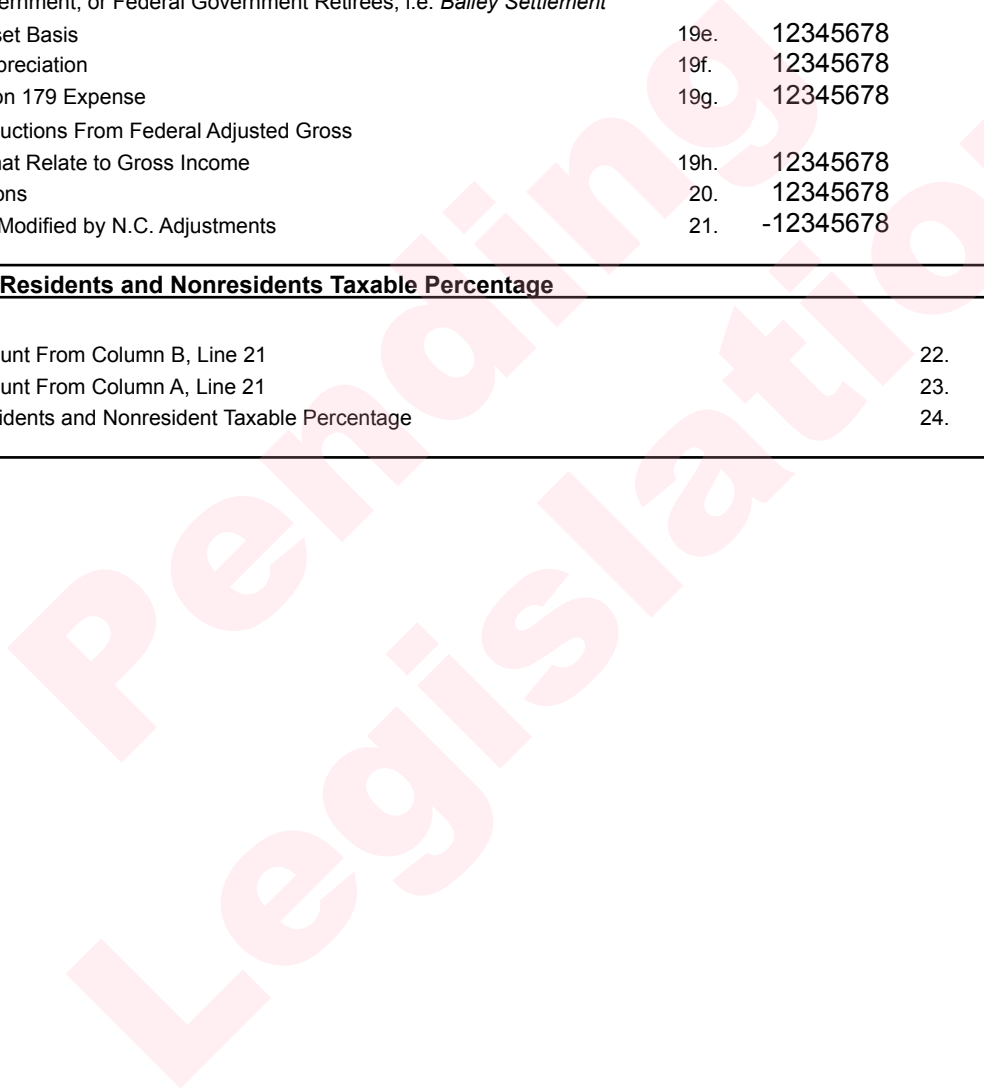 ernment, or Federal Government Retirees, i.e. Bailey Settlement
set Basis 19e. 12345678
preciation 19f. 12345678
on 179 Expense 19g. 12345678
uctions From Federal Adjusted Gross
hat Relate to Gross Income 19h. 12345678
ons 20. 12345678
Modified by N.C. Adjustments 21. -12345678
Residents and Nonresidents Taxable Percentage
unt From Column B, Line 21 22.
unt From Column A, Line 21 23.
idents and Nonresident Taxable Percentage 24.
Pending
Legislatio